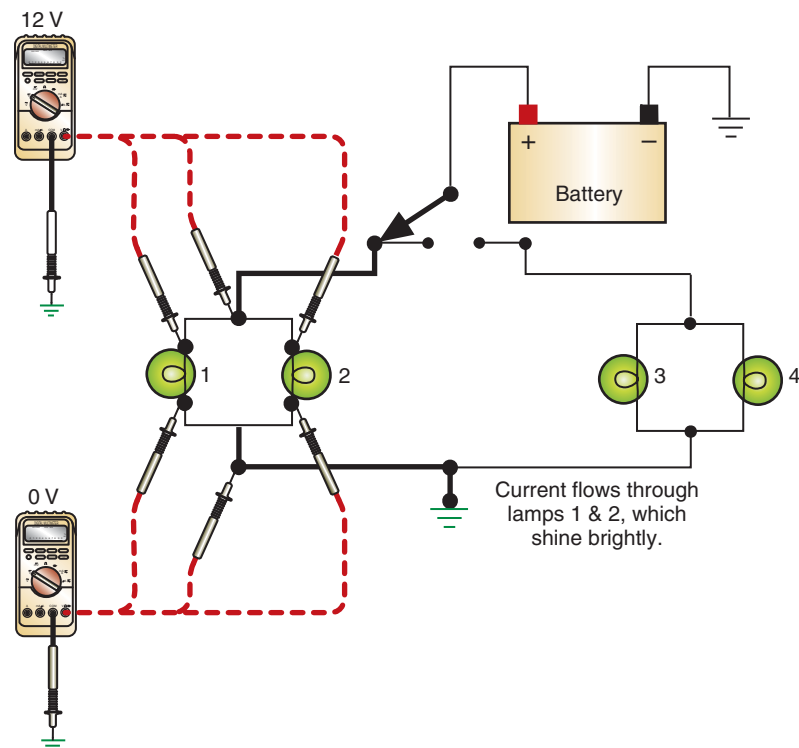 12 V
+
−
Battery
1
2
3
4
0 V
Current flows through
lamps 1 & 2, which
shine brightly.